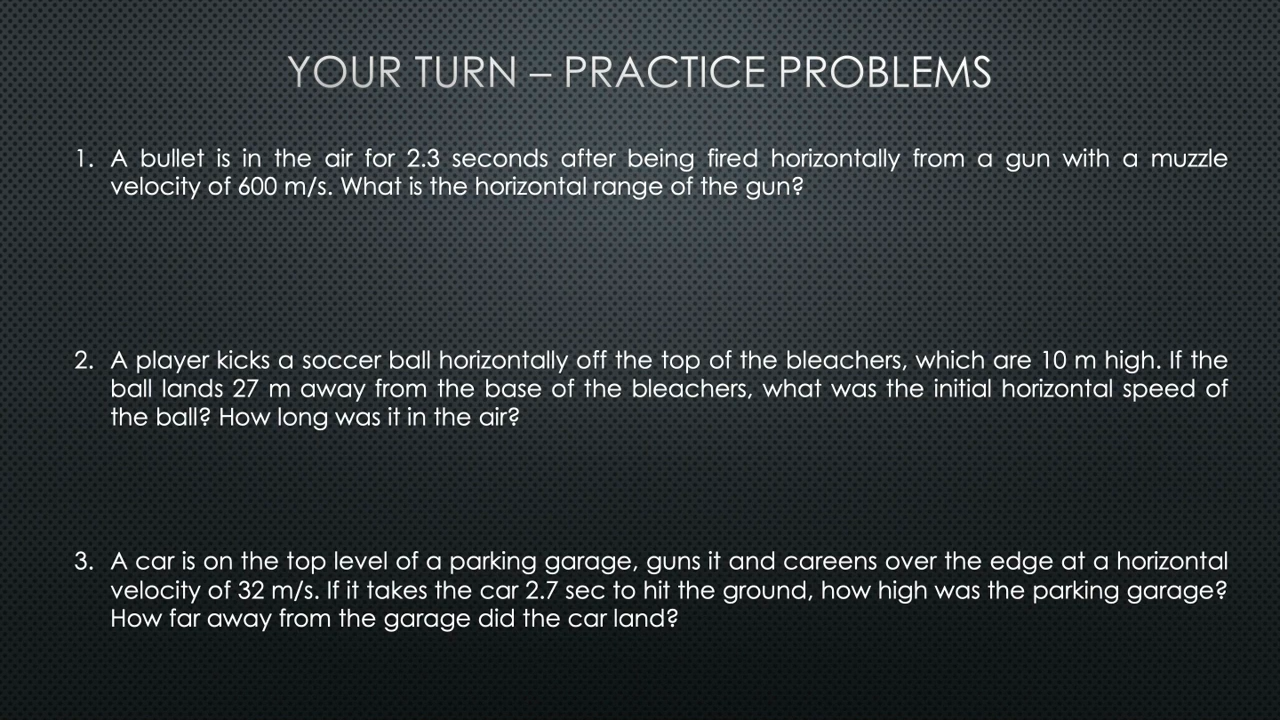 YOUR TURN – PRACTICE PROBLEMS
1. A bullet is in the air for 2.3 seconds after being fired horizontally from a gun with a muzzle
velocity of 600 m/s. What is the horizontal range of the gun?
2. A player kicks a soccer ball horizontally off the top of the bleachers, which are 10 m high. If the
ball lands 27 m away from the base of the bleachers, what was the initial horizontal speed of
the ball? How long was it in the air?
3. A car is on the top level of a parking garage, guns it and careens over the edge at a horizontal
velocity of 32 m/s. If it takes the car 2.7 sec to hit the ground, how high was the parking garage?
How far away from the garage did the car land?